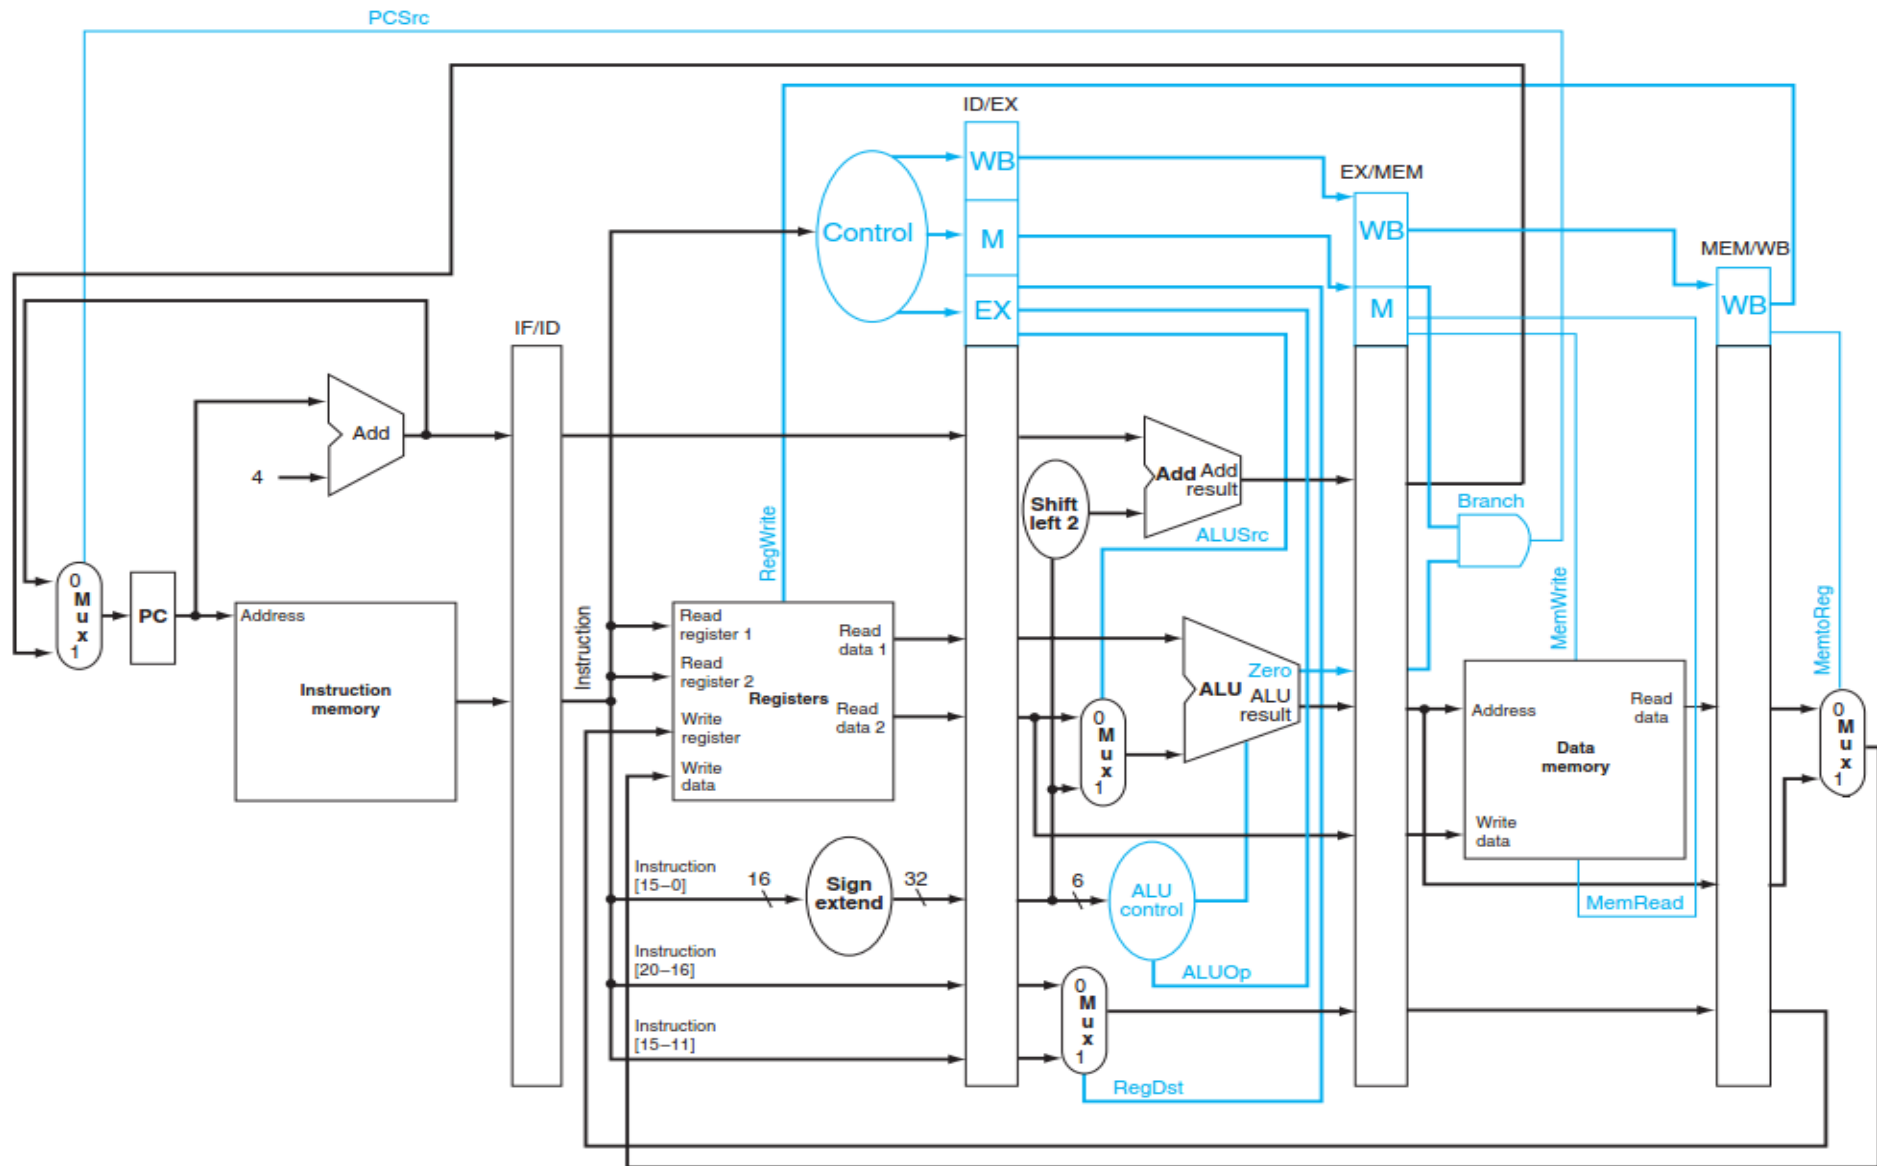 PCSrc
ID/EX
WB
EX/MEM
Control
M
WB
MEM/WB
EX
M
WB
IF/ID
Add
4
Add Add
result
Shift
left 2
Branch
ALUSrc
RegWrite
MemWrite
MemtoReg
0
M
u
x
1
PC
Address
Instruction
memory
Instruction
Read
register 1
Read
data 1
Read
register 2
Registers
Write
register
Read
data 2
Write
data
0
M
u
x
1
Zero
ALU
ALU
result
Address
Read
data
Data
memory
Write
data
0
M
u
x
1
Instruction
[15–0]
16
Sign
extend
32
6
ALU
control
MemRead
Instruction
[20–16]
ALUOp
0
M
u
x
1
Instruction
[15–11]
RegDst